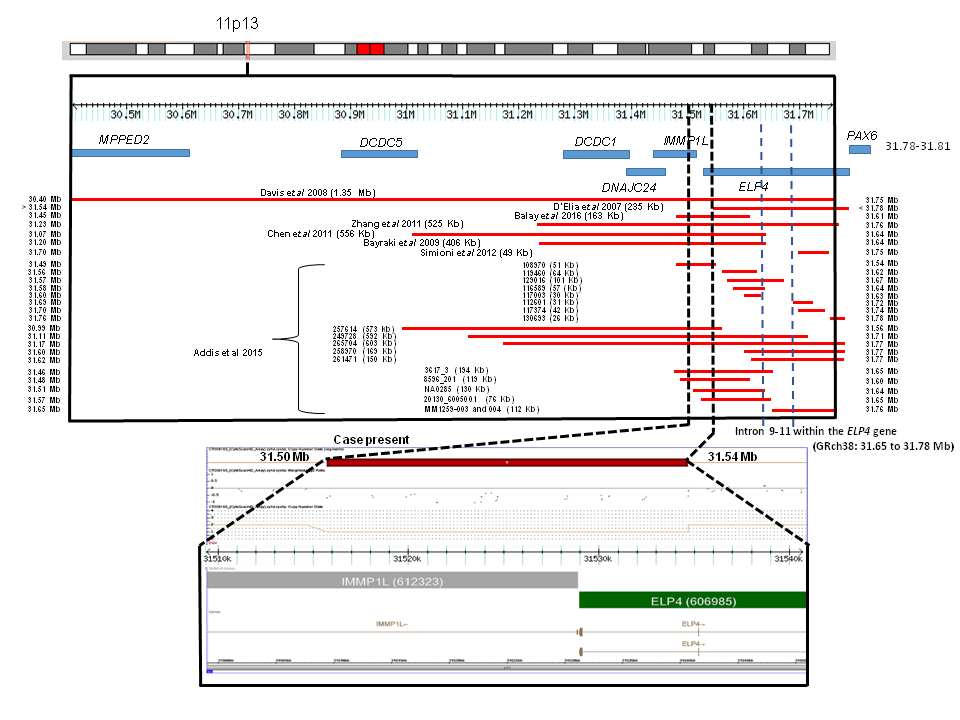 11p13
30.5M 30.6M 30.7M 30.8M 30.9M 31M 31.1M 31.2M 31.3M 31.4M 31.5M 31.6M 31.7M
MPPED2 DCDC5 DCDC1 IMMP1L PAX6
31.78-31.81
DNAJC24 ELP4
30.40 Mb Davis et al 2008 (1.35 Mb) 31.75 Mb
> 31.54 Mb D'Elia et al 2007 (235 Kb) < 31.78 Mb
31.45 Mb Balay et al 2016 (163 Kb) 31.61 Mb
31.23 Mb Zhang et al 2011 (525 Kb) 31.76 Mb
31.07 Mb Chen et al 2011 (556 Kb) 31.64 Mb
31.20 Mb Bayraki et al 2009 (406 Kb) 31.64 Mb
31.70 Mb Simioni et al 2012 (49 Kb) 31.75 Mb
31.49 Mb 108970 (51 Kb) 31.54 Mb
31.56 Mb 119460 (64 Kb) 31.62 Mb
31.57 Mb 129016 (101 Kb) 31.67 Mb
31.58 Mb 116589 (57 Kb) 31.64 Mb
31.60 Mb 117003 (30 Kb) 31.63 Mb
31.69 Mb 112601 (31 Kb) 31.72 Mb
31.70 Mb 117374 (42 Kb) 31.74 Mb
31.76 Mb 130693 (26 Kb) 31.78 Mb
30.99 Mb 257614 (573 Kb) 31.56 Mb
31.11 Mb 249728 (592 Kb) 31.71 Mb
31.17 Mb 265704 (603 Kb) 31.77 Mb
31.60 Mb 258970 (169 Kb) 31.77 Mb
31.62 Mb 261471 (150 Kb) 31.77 Mb
Addis et al 2015
31.46 Mb 3617_3 (194 Kb) 31.65 Mb
31.48 Mb 8596_201 (119 Kb) 31.60 Mb
31.51 Mb NA0285 (130 Kb) 31.64 Mb
31.57 Mb 20130_6005001 (76 Kb) 31.65 Mb
31.65 Mb MM1259-003 and 004 (112 Kb) 31.76 Mb
Intron 9-11 within the ELP4 gene
(GRch38: 31.65 to 31.78 Mb)
Case present
31.50 Mb 31.54 Mb
31510k 31520k 31530k 31540k
IMMP1L (612323)
ELP4 (606985)
IMMP1L←
ELP4→
ELP4→